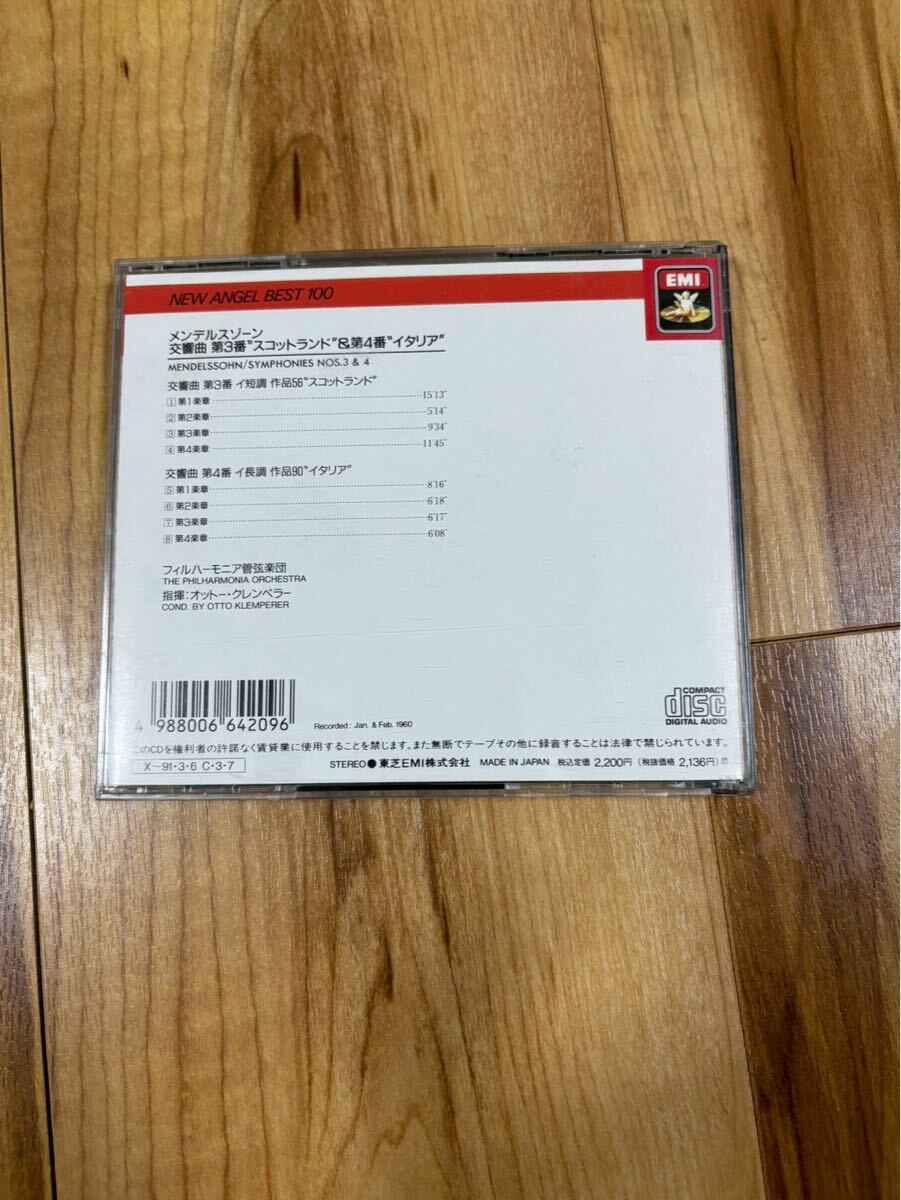 NEW ANGEL BEST 100
EMI
メンデルスゾーン
交響曲 第3番“スコットランド”&第4番“イタリア”
MENDELSSOHN/SYMPHONIES NOS.3 & 4
交響曲 第3番 イ短調 作品56“スコットランド”
1 第1楽章 15'13"
2 第2楽章 5'14"
3 第3楽章 9'34"
4 第4楽章 11'45"
交響曲 第4番 イ長調 作品90“イタリア”
5 第1楽章 8'16"
6 第2楽章 6'18"
7 第3楽章 6'17"
8 第4楽章 6'08"
フィルハーモニア管弦楽団
THE PHILHARMONIA ORCHESTRA
指揮:オットー・クレンペラー
COND. BY OTTO KLEMPERER
4 988006 642096
Recorded: Jan. & Feb. 1960
COMPACT
disc
DIGITAL AUDIO
このCDを権利者の許諾なく賃貸業に使用することを禁じます。また無断でテープその他に録音することは法律で禁じられています。
X-91・3・6 C・3・7
STEREO●東芝EMI株式会社 MADE IN JAPAN 税込定価 2,200円(税抜価格 2,136円)